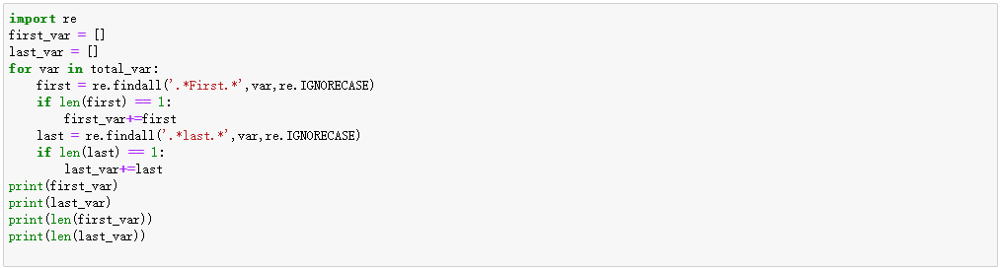 import re
first_var = []
last_var = []
for var in total_var:
    first = re.findall('.*First.*',var,re.IGNORECASE)
    if len(first) == 1:
        first_var+=first
    last = re.findall('.*last.*',var,re.IGNORECASE)
    if len(last) == 1:
        last_var+=last
print(first_var)
print(last_var)
print(len(first_var))
print(len(last_var))